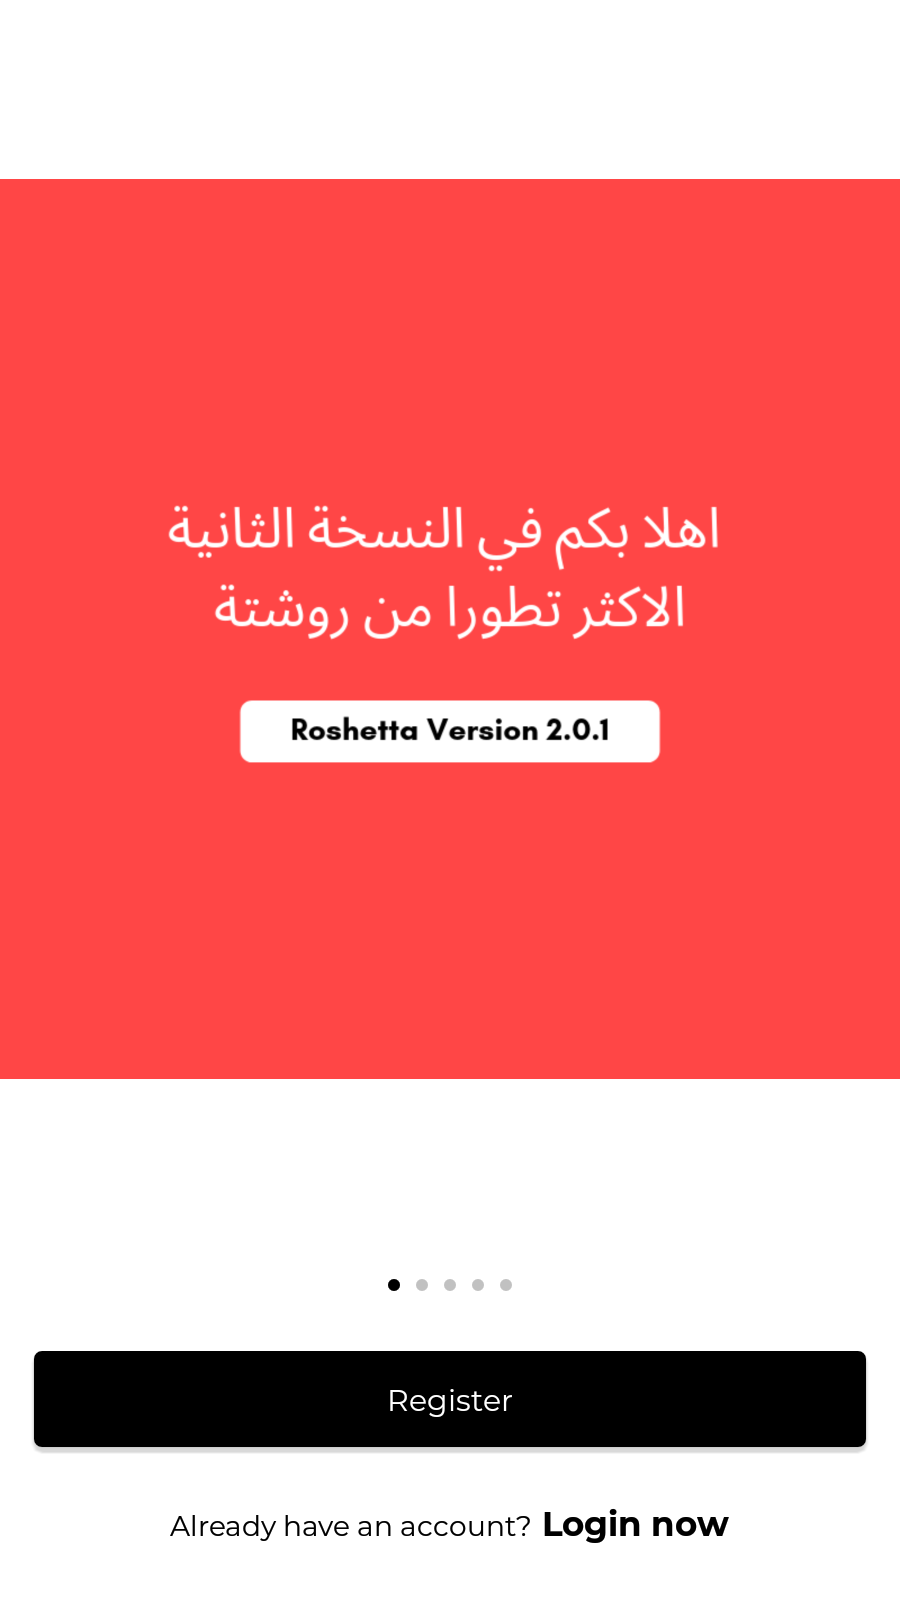 اهلا بكم في النسخة الثانية
الاكثر تطورا من روشتة
Roshetta Version 2.0.1
Register
Already have an account? Login now